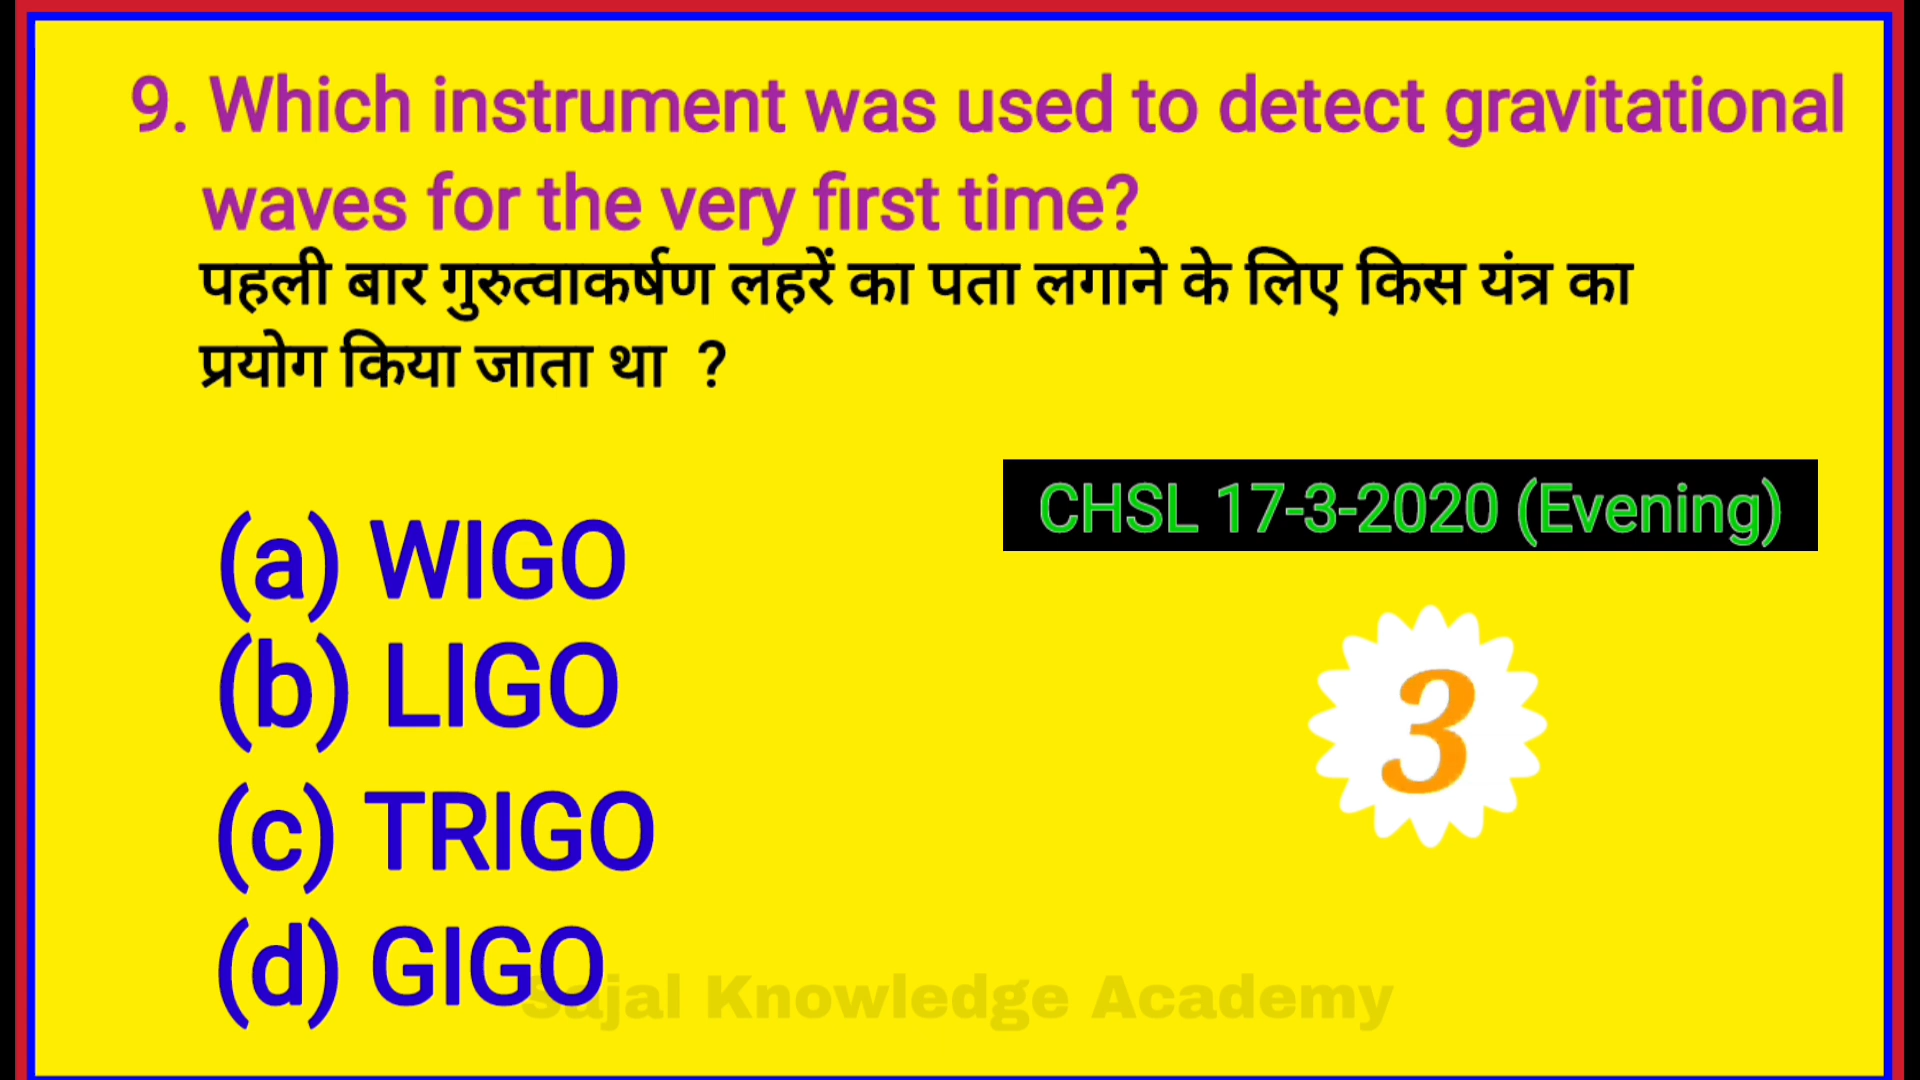 9. Which instrument was used to detect gravitational
waves for the very first time?
पहली बार गुरुत्वाकर्षण लहरें का पता लगाने के लिए किस यंत्र का
प्रयोग किया जाता था ?
CHSL 17-3-2020 (Evening)
(a) WIGO
(b) LIGO
3
(c) TRIGO
(d) GIGO
Sajal Knowledge Academy